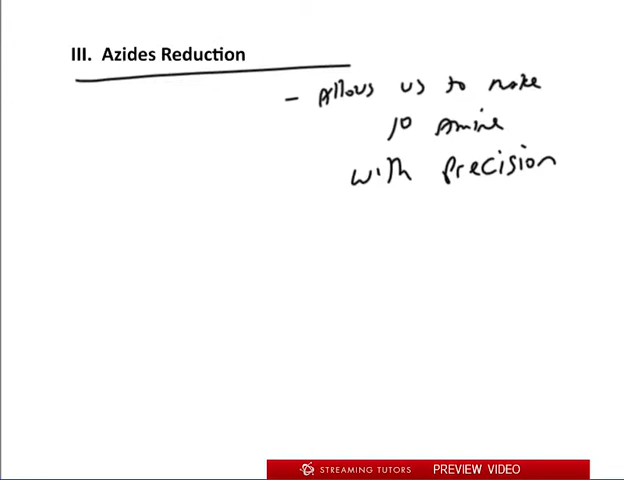 III. Azides Reduction
- Allows us to make
1° Amine
with Precision
STREAMING TUTORS PREVIEW VIDEO